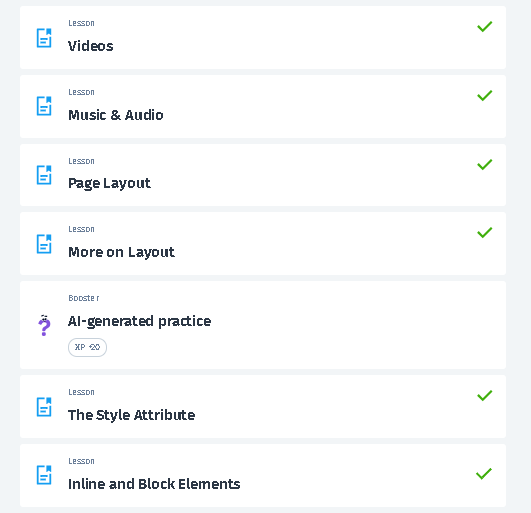 Lesson
Videos
Lesson
Music & Audio
Lesson
Page Layout
Lesson
More on Layout
Booster
AI-generated practice
XP +20
Lesson
The Style Attribute
Lesson
Inline and Block Elements